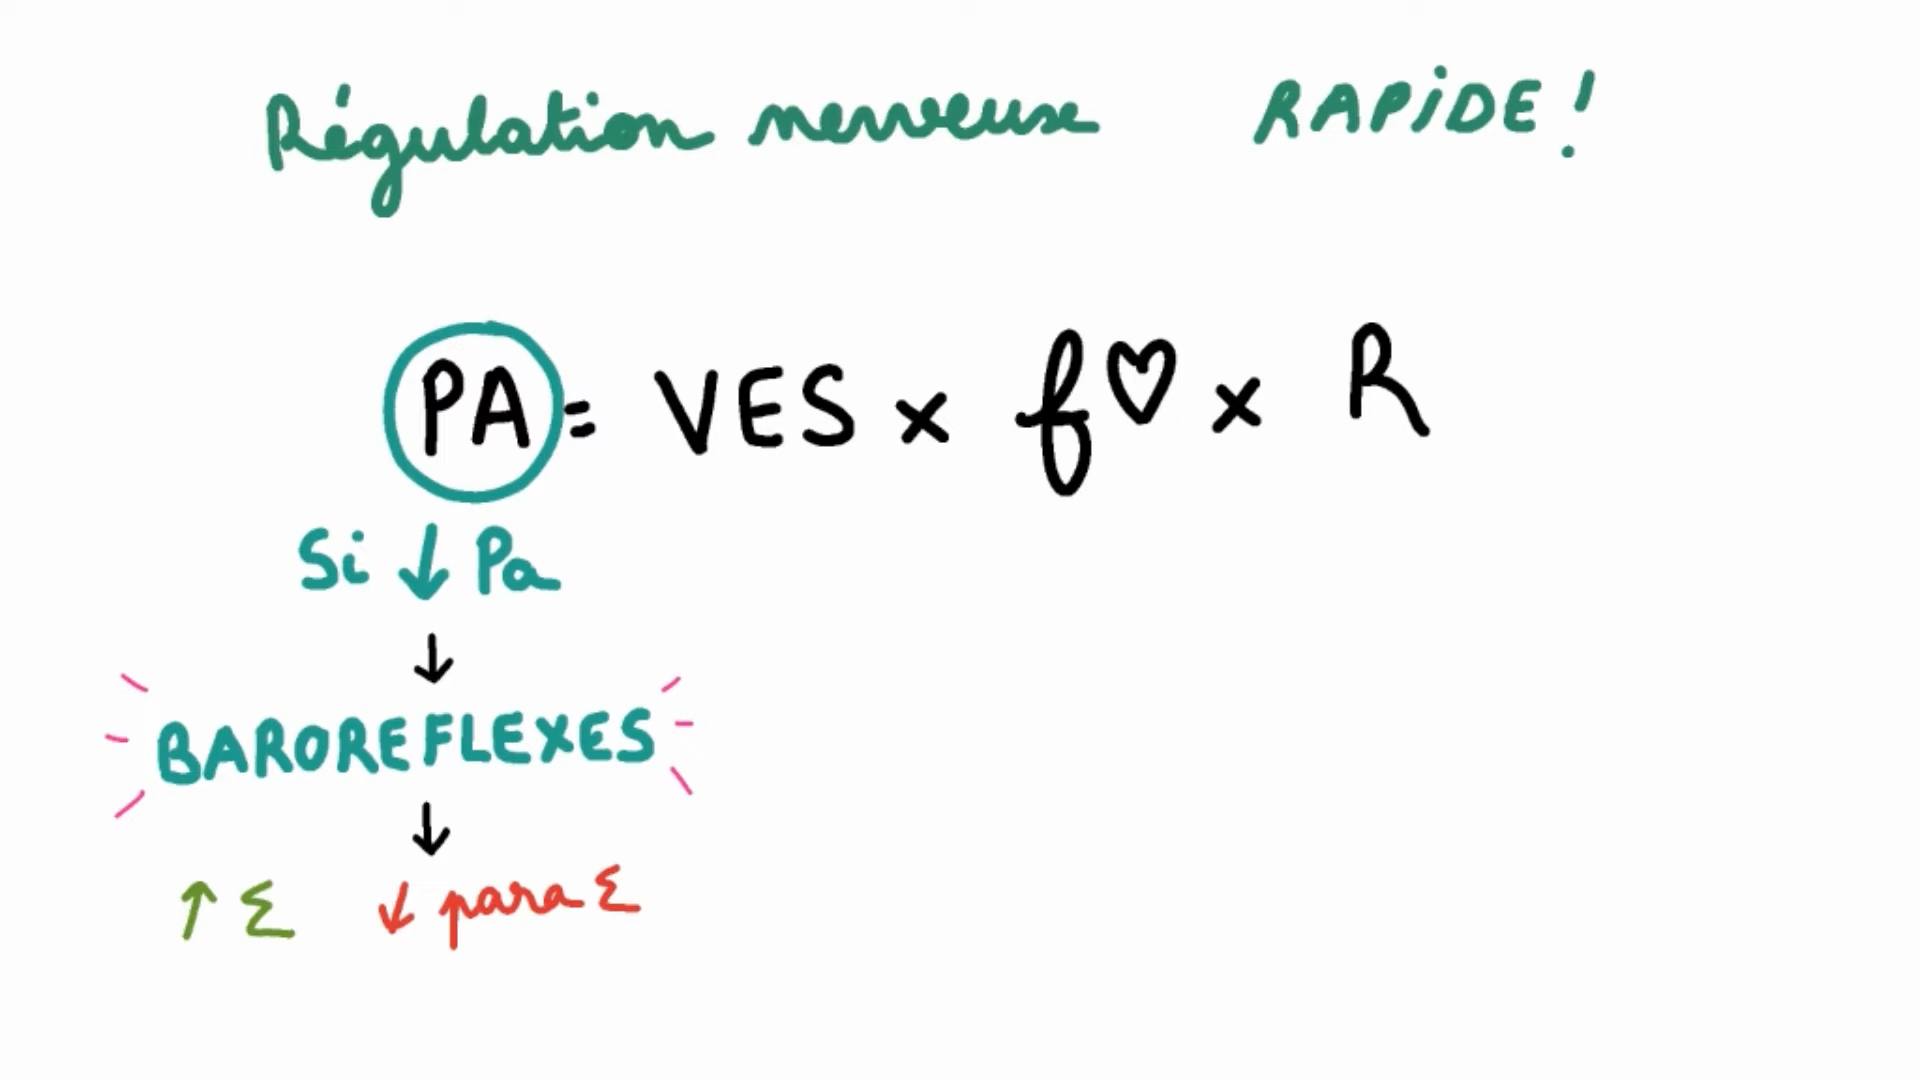 Régulation nerveuse RAPIDE !
PA = VES x f♡ x R
Si ↓ Pa
↓
BAROREFLEXES
↓
↑ Σ ↓ para Σ